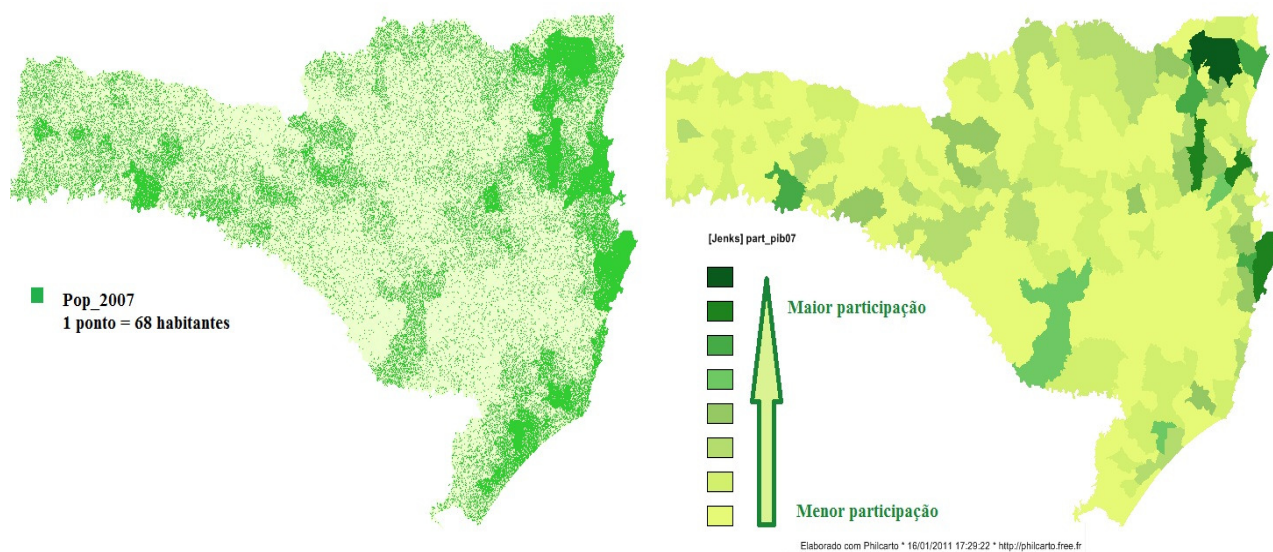 Pop_2007
1 ponto = 68 habitantes
[Jenks] part_pib07
Maior participação
Menor participação
Elaborado com Philcarto * 16/01/2011 17:29:22 * http://philcarto.free.fr